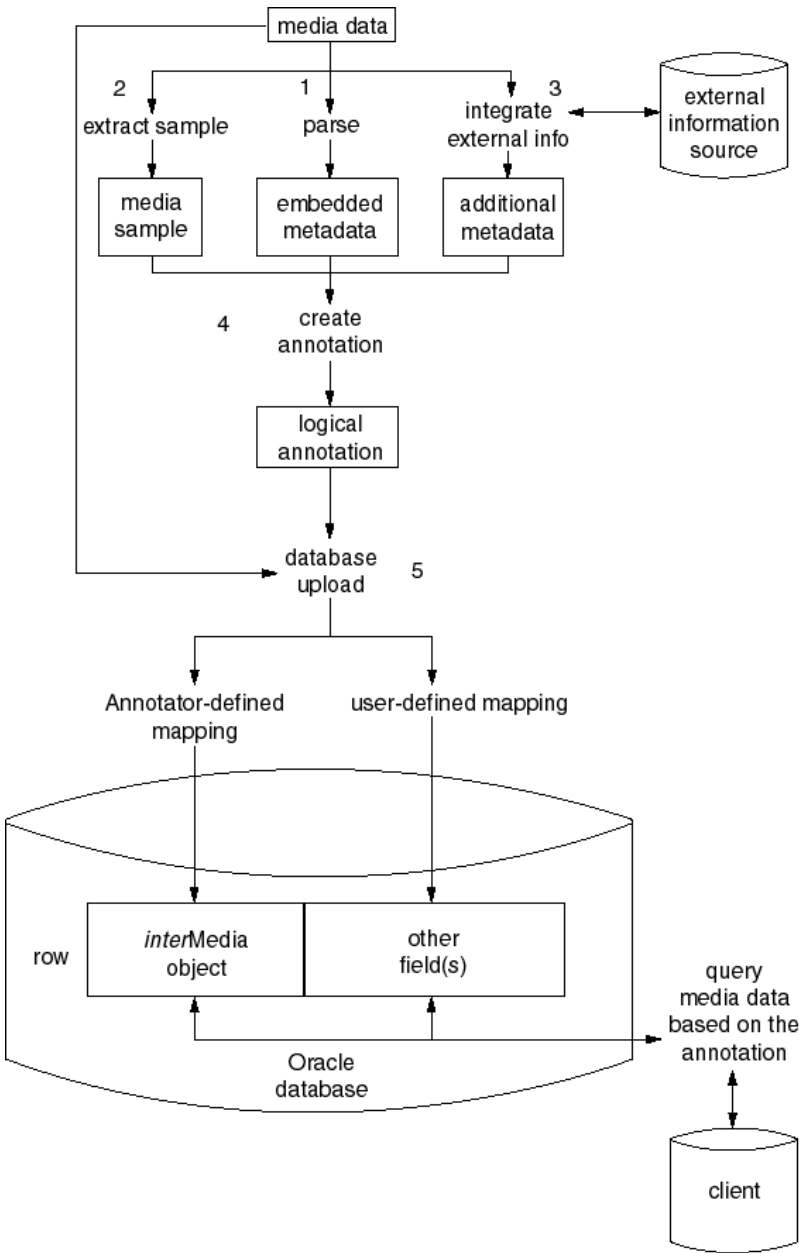 media data
2
1
3
extract sample
parse
integrate
external info
external
information
source
media
sample
embedded
metadata
additional
metadata
4
create
annotation
logical
annotation
database
upload
5
Annotator-defined
mapping
user-defined mapping
row
interMedia
object
other
field(s)
query
media data
based on the
annotation
Oracle
database
client